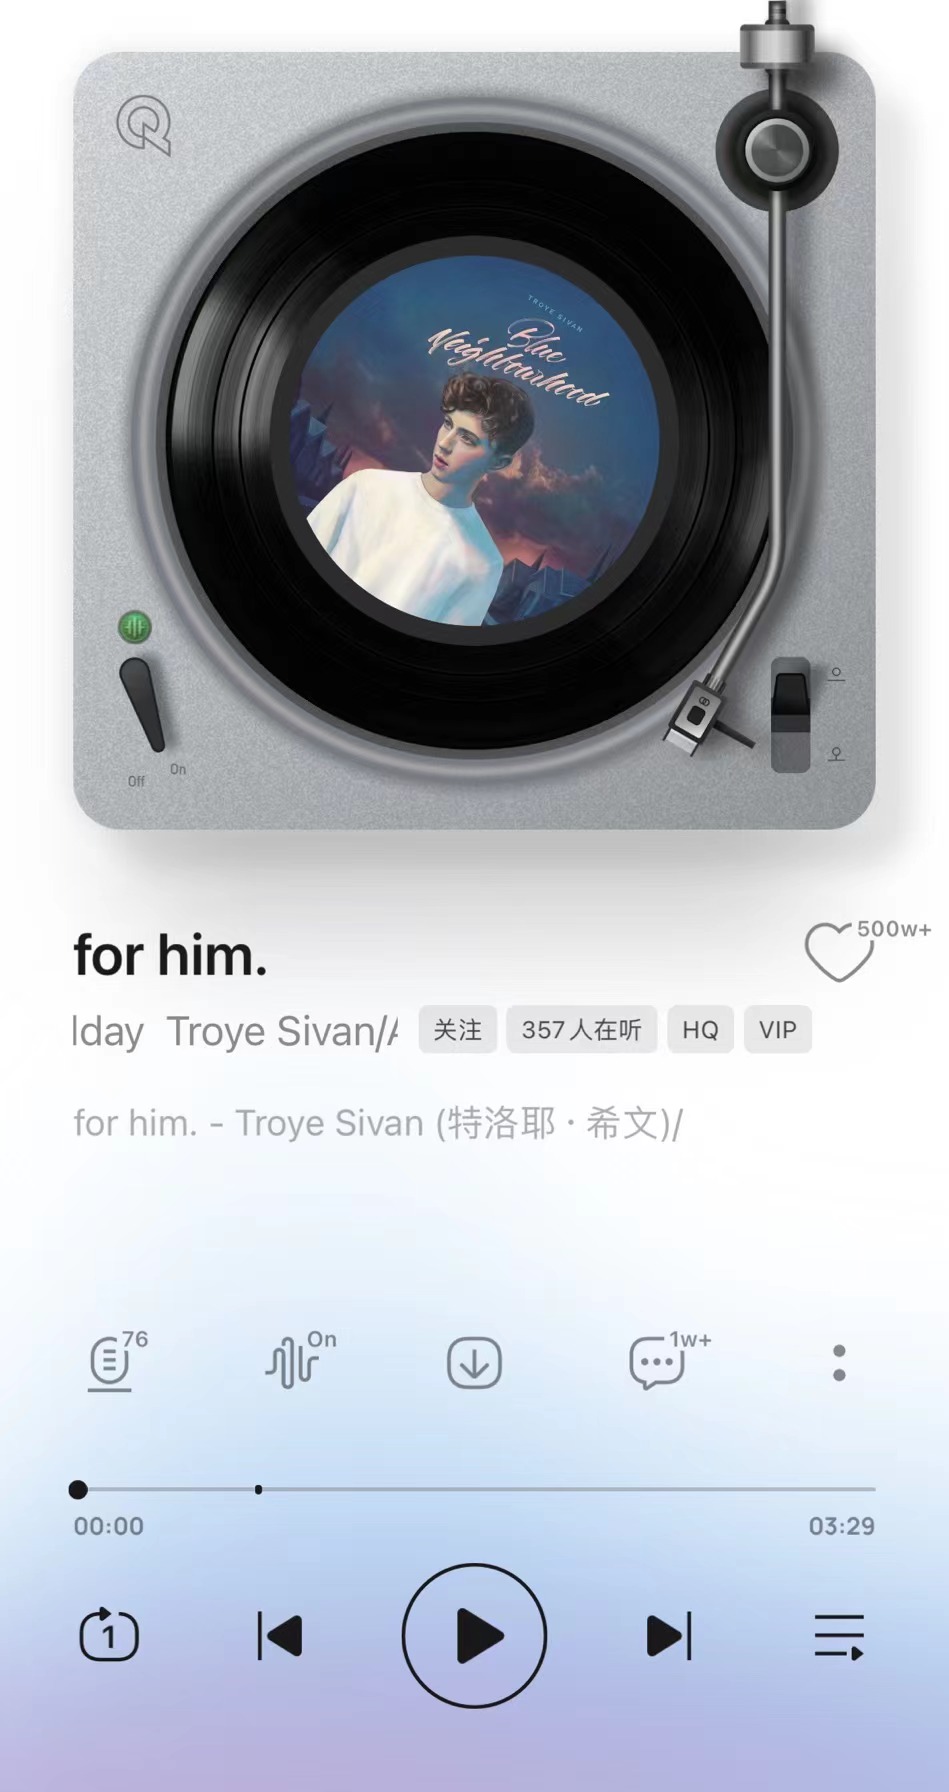 TROYE SIVAN
Blue
Neighbourhood
On
Off
for him.
500w+
lday Troye Sivan/A
关注
357人在听
HQ
VIP
for him. - Troye Sivan (特洛耶 · 希文)/
76
On
1w+
00:00
03:29
1